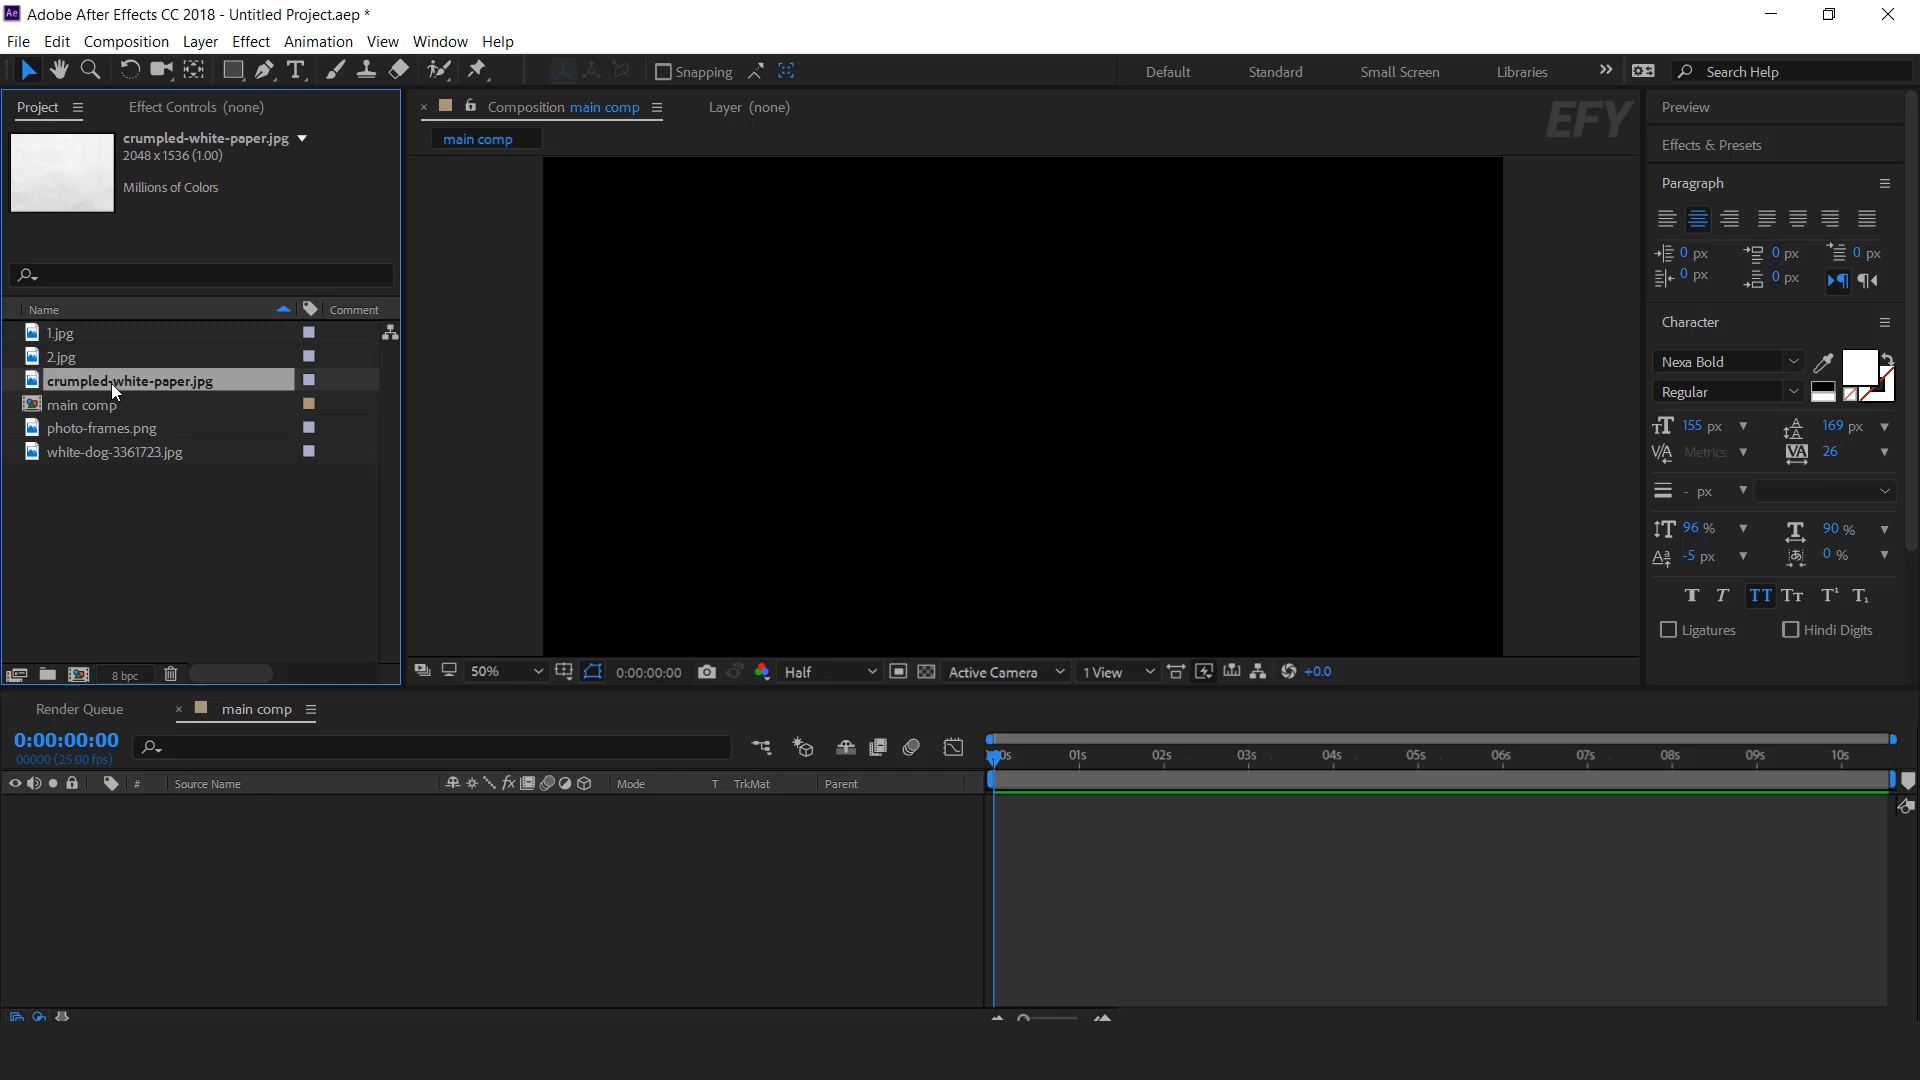 Adobe After Effects CC 2018 - Untitled Project.aep *
File Edit Composition Layer Effect Animation View Window Help
Snapping Default Standard Small Screen Libraries Search Help
Project Effect Controls (none)
crumpled-white-paper.jpg
2048 x 1536 (1.00)
Millions of Colors
Name Comment
1.jpg
2.jpg
crumpled-white-paper.jpg
main comp
photo-frames.png
white-dog-3361723.jpg
8 bpc
Composition main comp Layer (none)
main comp
EFY
50% 0:00:00:00 Half Active Camera 1 View +0.0
Preview
Effects & Presets
Paragraph
0 px 0 px 0 px
0 px 0 px
Character
Nexa Bold
Regular
155 px 169 px
Metrics 26
- px
96 % 90 %
-5 px 0 %
T T TT Tт T¹ T₁
Ligatures Hindi Digits
Render Queue main comp
0:00:00:00
00000 (25.00 fps)
0s 01s 02s 03s 04s 05s 06s 07s 08s 09s 10s
# Source Name Mode T TrkMat Parent